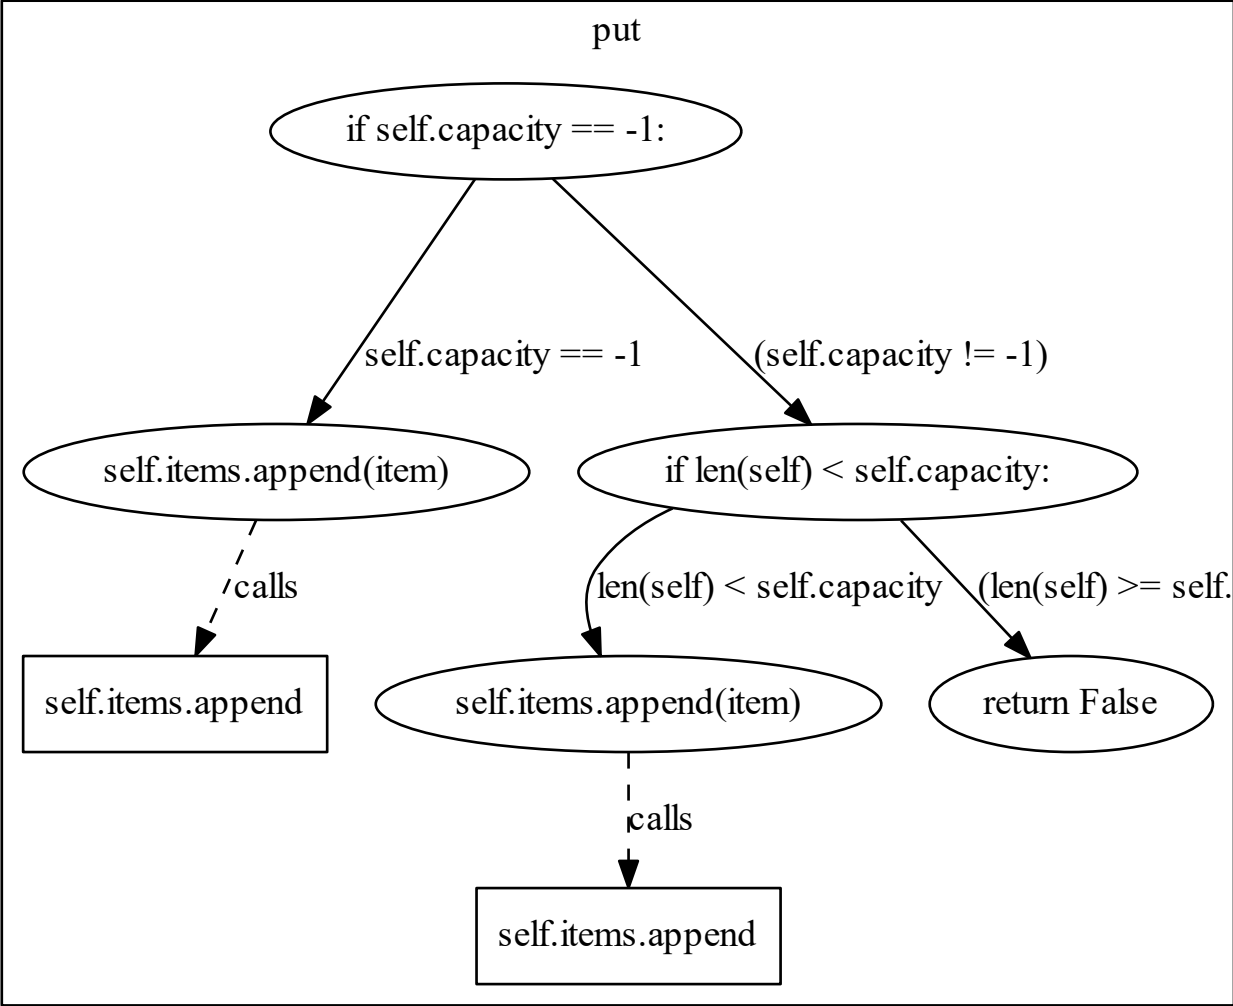 put
if self.capacity == -1:
self.capacity == -1
(self.capacity != -1)
self.items.append(item)
if len(self) < self.capacity:
calls
len(self) < self.capacity
(len(self) >= self.
self.items.append
self.items.append(item)
return False
calls
self.items.append